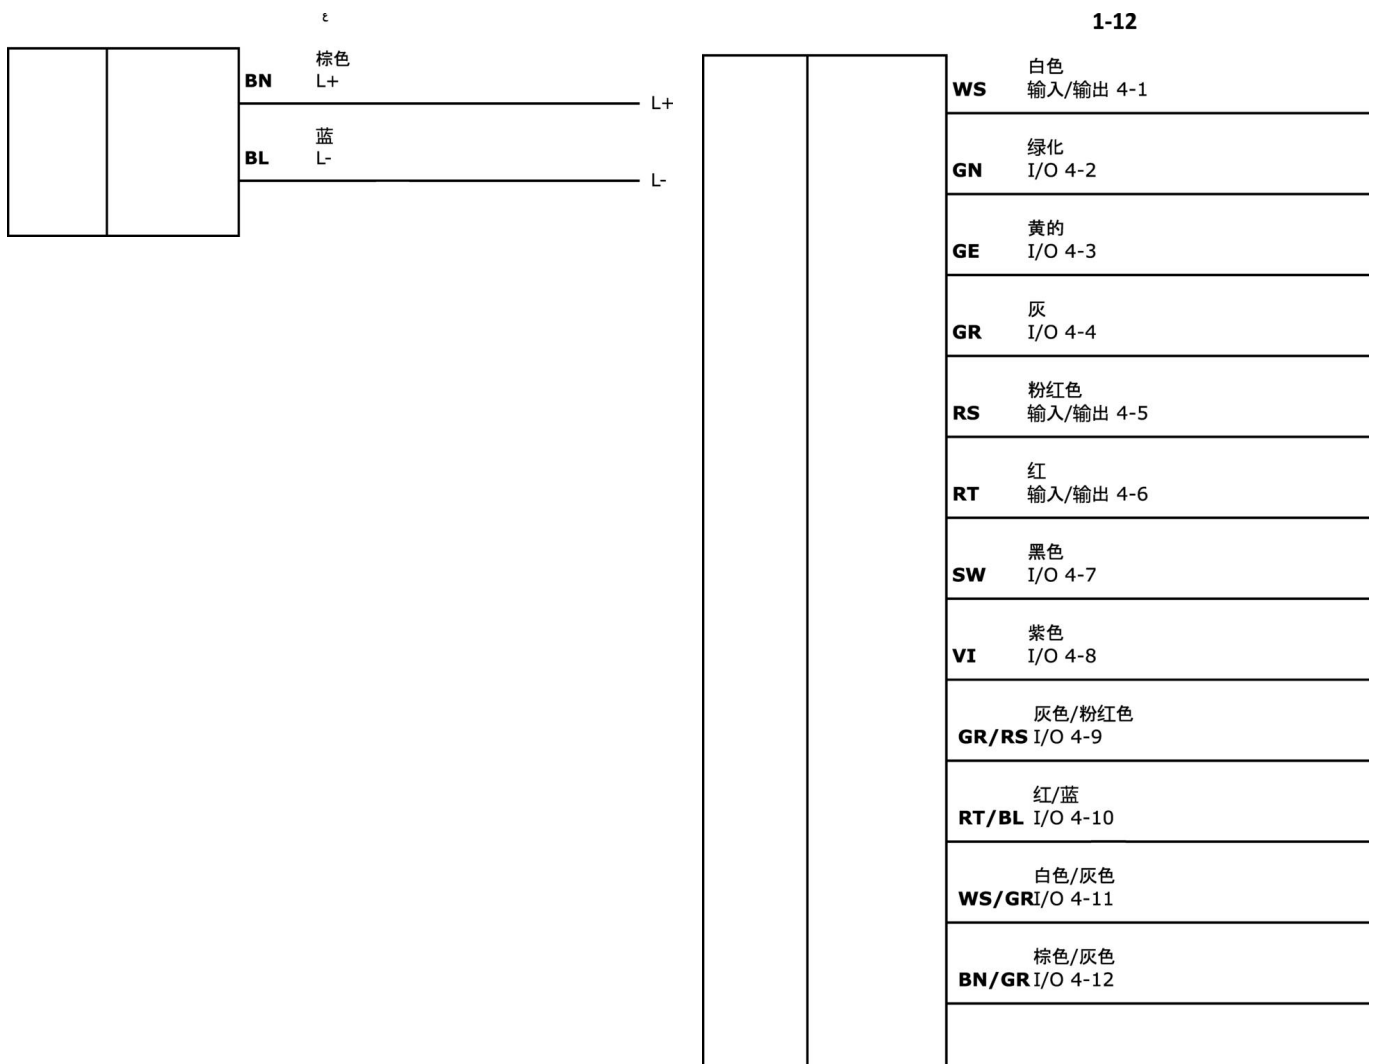 ع
棕色
BN L+
L+
蓝
BL L-
L-
1-12
白色
WS 输入/输出 4-1
绿化
GN I/O 4-2
黄的
GE I/O 4-3
灰
GR I/O 4-4
粉红色
RS 输入/输出 4-5
红
RT 输入/输出 4-6
黑色
SW I/O 4-7
紫色
VI I/O 4-8
灰色/粉红色
GR/RS I/O 4-9
红/蓝
RT/BL I/O 4-10
白色/灰色
WS/GR I/O 4-11
棕色/灰色
BN/GR I/O 4-12